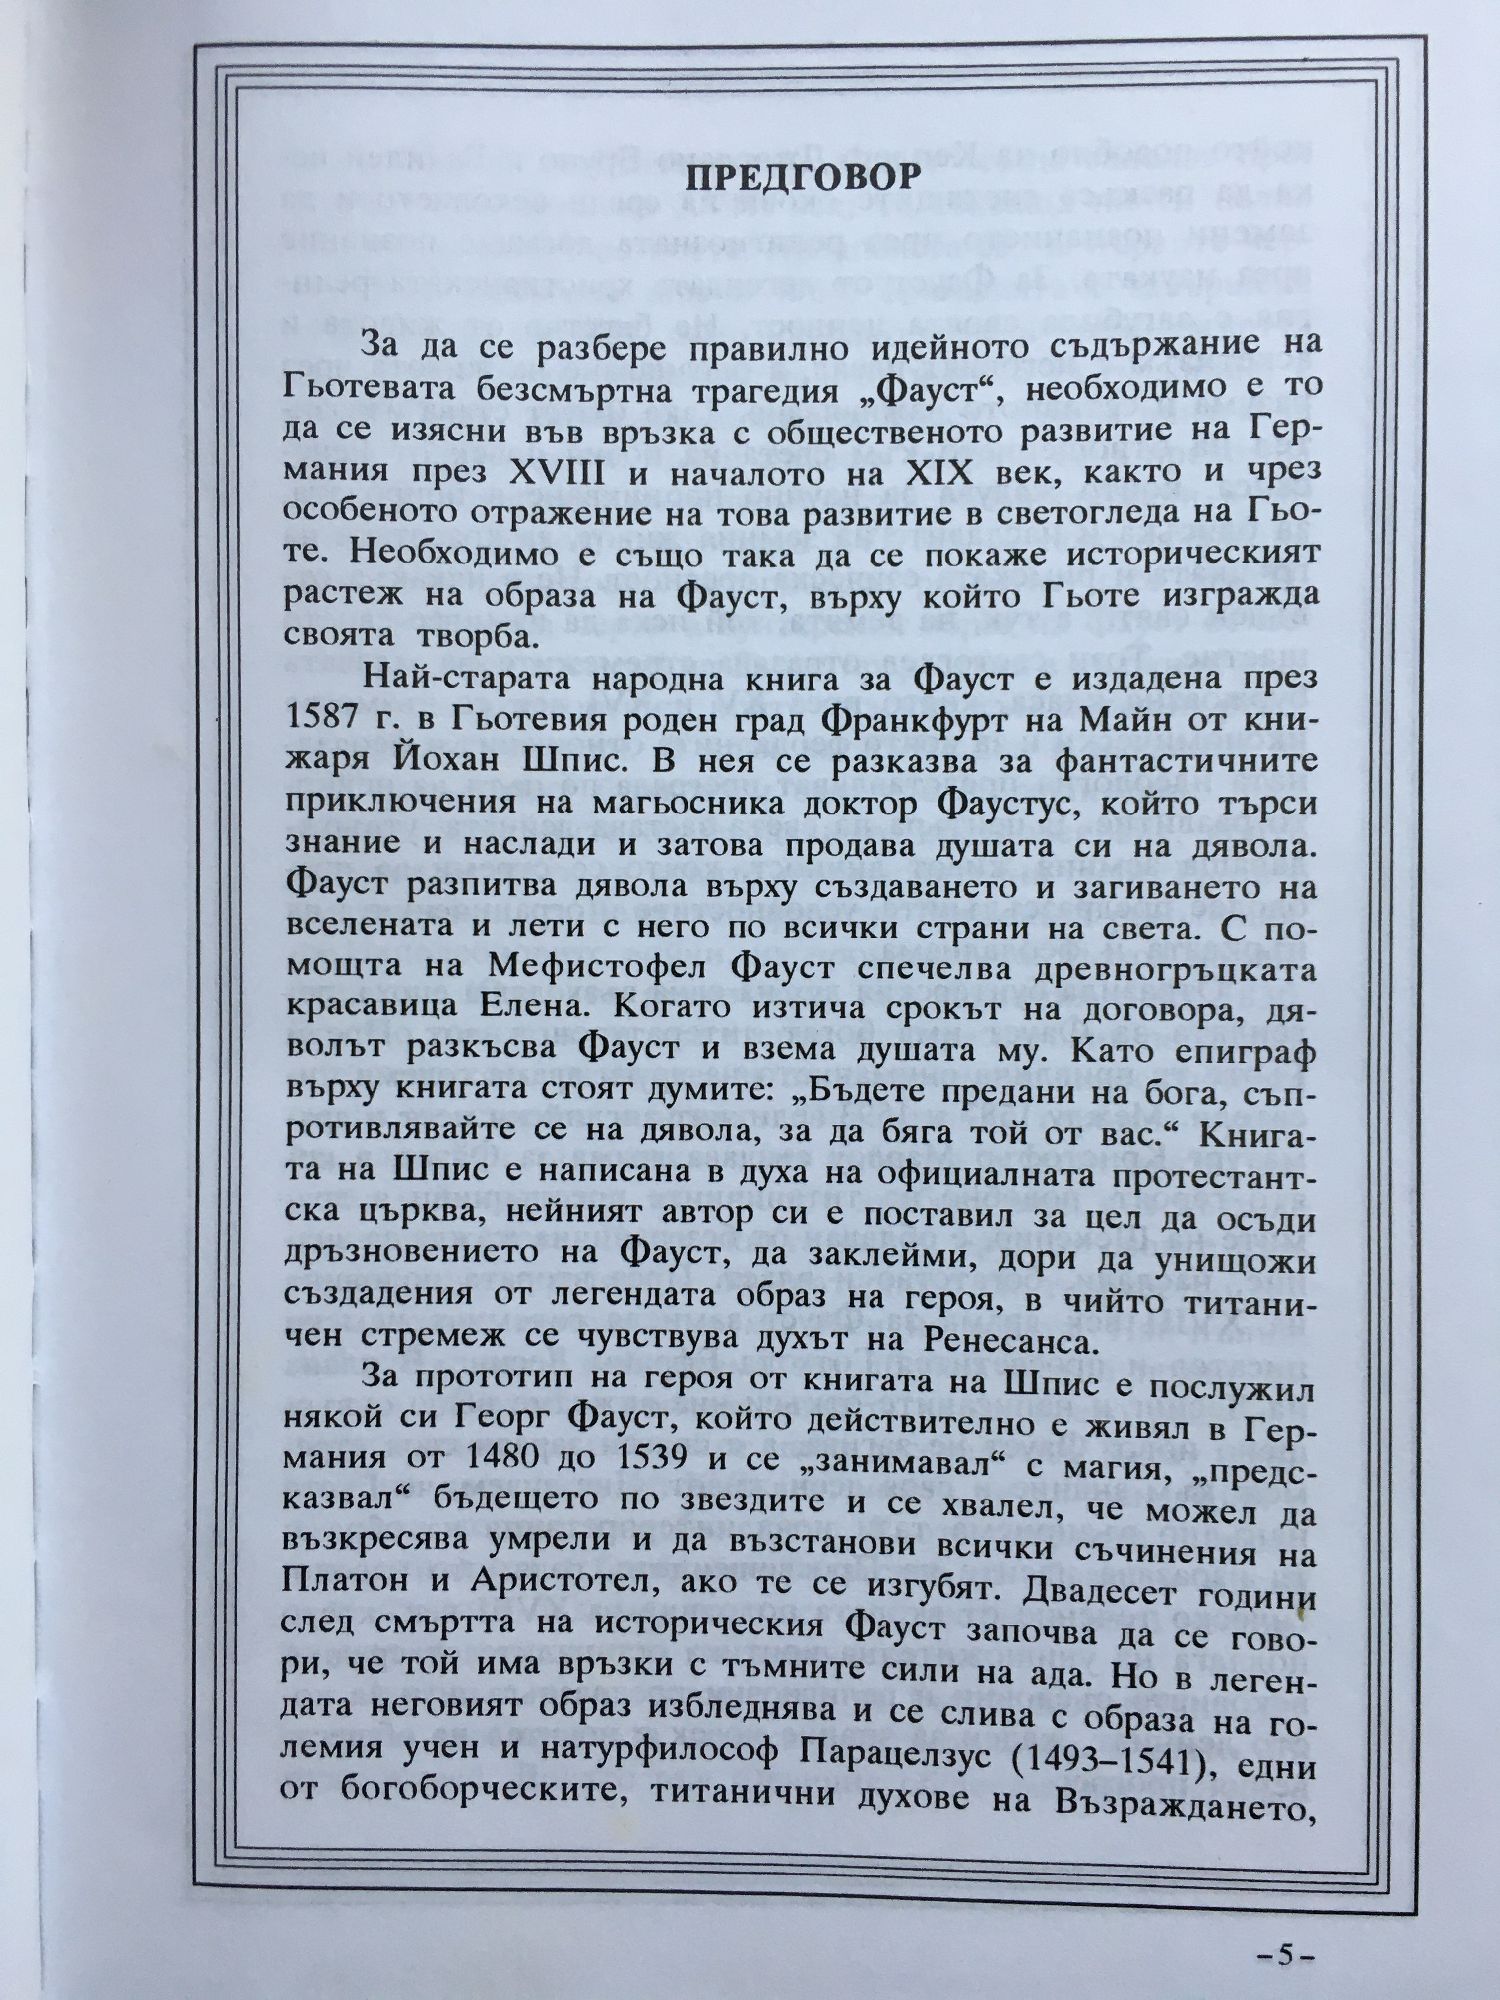 ПРЕДГОВОР
За да се разбере правилно идейното съдържание на
Гьотевата безсмъртна трагедия „Фауст“, необходимо е то
да се изясни във връзка с общественото развитие на Гер-
мания през XVIII и началото на XIX век, както и чрез
особеното отражение на това развитие в светогледа на Гьо-
те. Необходимо е също така да се покаже историческият
растеж на образа на Фауст, върху който Гьоте изгражда
своята творба.
Най-старата народна книга за Фауст е издадена през
1587 г. в Гьотевия роден град Франкфурт на Майн от кни-
жаря Йохан Шпис. В нея се разказва за фантастичните
приключения на магьосника доктор Фаустус, който търси
знание и наслади и затова продава душата си на дявола.
Фауст разпитва дявола върху създаването и загиването на
вселената и лети с него по всички страни на света. С по-
мощта на Мефистофел Фауст спечелва древногръцката
красавица Елена. Когато изтича срокът на договора, дя-
волът разкъсва Фауст и взема душата му. Като епиграф
върху книгата стоят думите: „Бъдете предани на бога, съп-
ротивлявайте се на дявола, за да бяга той от вас.“ Книга-
та на Шпис е написана в духа на официалната протестант-
ска църква, нейният автор си е поставил за цел да осъди
дръзновението на Фауст, да заклейми, дори да унищожи
създадения от легендата образ на героя, в чийто титани-
чен стремеж се чувствува духът на Ренесанса.
За прототип на героя от книгата на Шпис е послужил
някой си Георг Фауст, който действително е живял в Гер-
мания от 1480 до 1539 и се „занимавал“ с магия, „предс-
казвал“ бъдещето по звездите и се хвалел, че можел да
възкресява умрели и да възстанови всички съчинения на
Платон и Аристотел, ако те се изгубят. Двадесет години
след смъртта на историческия Фауст започва да се гово-
ри, че той има връзки с тъмните сили на ада. Но в леген-
дата неговият образ избледнява и се слива с образа на го-
лемия учен и натурфилософ Парацелзус (1493–1541), едни
от богоборческите, титанични духове на Възраждането,
–5–